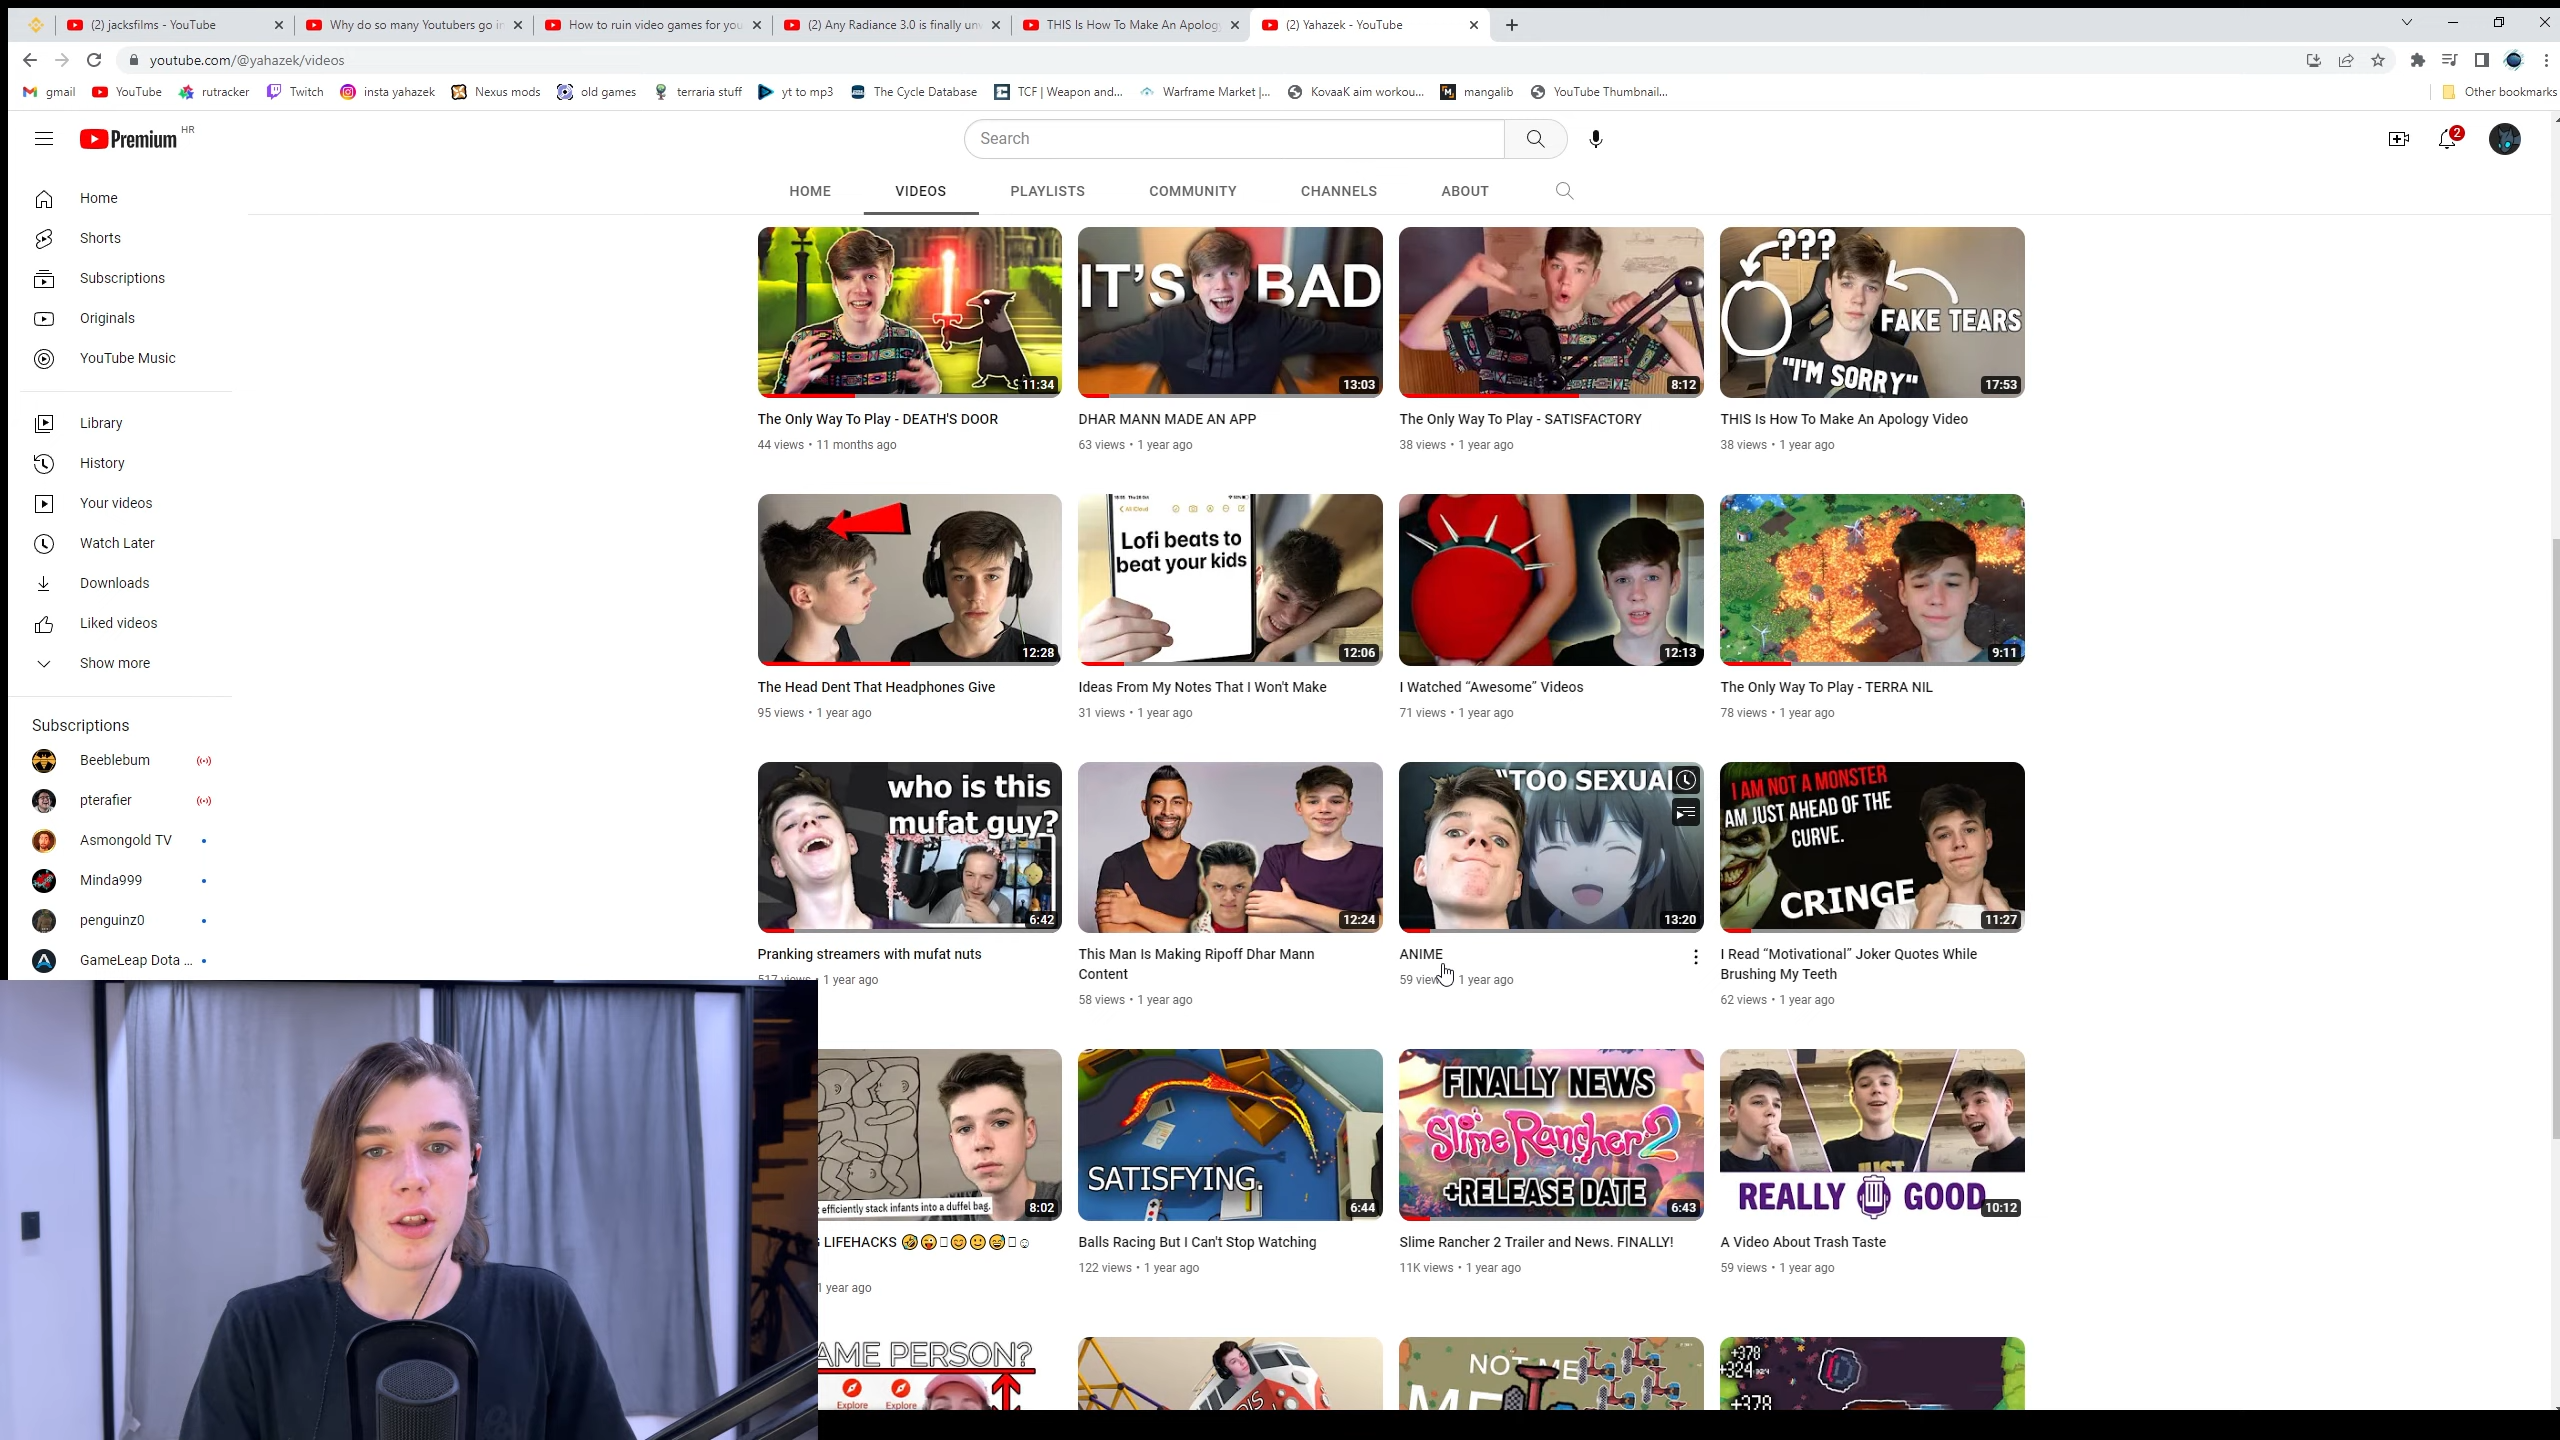 (2) jacksfilms - YouTube
Why do so many Youtubers go in
How to ruin video games for you
(2) Any Radiance 3.0 is finally un
THIS Is How To Make An Apology
(2) Yahazek - YouTube
youtube.com/@yahazek/videos
gmail
YouTube
rutracker
Twitch
insta yahazek
Nexus mods
old games
terraria stuff
yt to mp3
The Cycle Database
TCF | Weapon and...
Warframe Market |...
KovaaK aim workou...
mangalib
YouTube Thumbnail...
Other bookmarks
Premium HR
Search
2
HOME
VIDEOS
PLAYLISTS
COMMUNITY
CHANNELS
ABOUT
Home
Shorts
Subscriptions
Originals
YouTube Music
Library
History
Your videos
Watch Later
Downloads
Liked videos
Show more
Subscriptions
Beeblebum
pterafier
Asmongold TV
Minda999
penguinz0
GameLeap Dota ...
11:34
IT'S BAD
13:03
8:12
???
FAKE TEARS
"I'M SORRY"
17:53
The Only Way To Play - DEATH'S DOOR
44 views • 11 months ago
DHAR MANN MADE AN APP
63 views • 1 year ago
The Only Way To Play - SATISFACTORY
38 views • 1 year ago
THIS Is How To Make An Apology Video
38 views • 1 year ago
12:28
Lofi beats to
beat your kids
12:06
12:13
9:11
The Head Dent That Headphones Give
95 views • 1 year ago
Ideas From My Notes That I Won't Make
31 views • 1 year ago
I Watched “Awesome” Videos
71 views • 1 year ago
The Only Way To Play - TERRA NIL
78 views • 1 year ago
who is this
mufat guy?
6:42
12:24
"TOO SEXUAL
13:20
I AM NOT A MONSTER
AM JUST AHEAD OF THE
CURVE.
CRINGE
11:27
Pranking streamers with mufat nuts
517 views • 1 year ago
This Man Is Making Ripoff Dhar Mann
Content
58 views • 1 year ago
ANIME
59 views 1 year ago
I Read “Motivational” Joker Quotes While
Brushing My Teeth
62 views • 1 year ago
efficiently stack infants into a duffel bag.
8:02
SATISFYING.
6:44
FINALLY NEWS
Slime Rancher 2
+RELEASE DATE
6:43
JUST
REALLY GOOD
10:12
LIFEHACKS 🤣😜😊🙂😅☺
1 year ago
Balls Racing But I Can't Stop Watching
122 views • 1 year ago
Slime Rancher 2 Trailer and News. FINALLY!
11K views • 1 year ago
A Video About Trash Taste
59 views • 1 year ago
AME PERSON?
Explore
Explore
NOT ME
+378
+324
+378